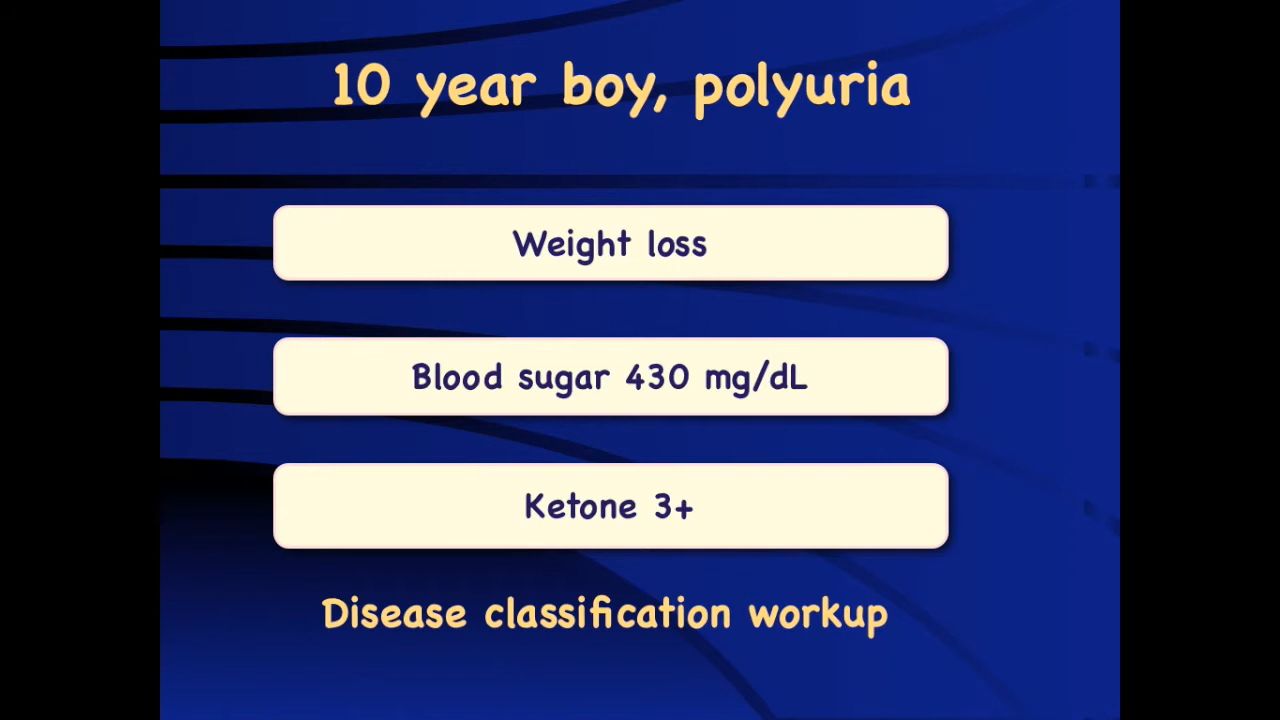 10 year boy, polyuria
Weight loss
Blood sugar 430 mg/dL
Ketone 3+
Disease classification workup